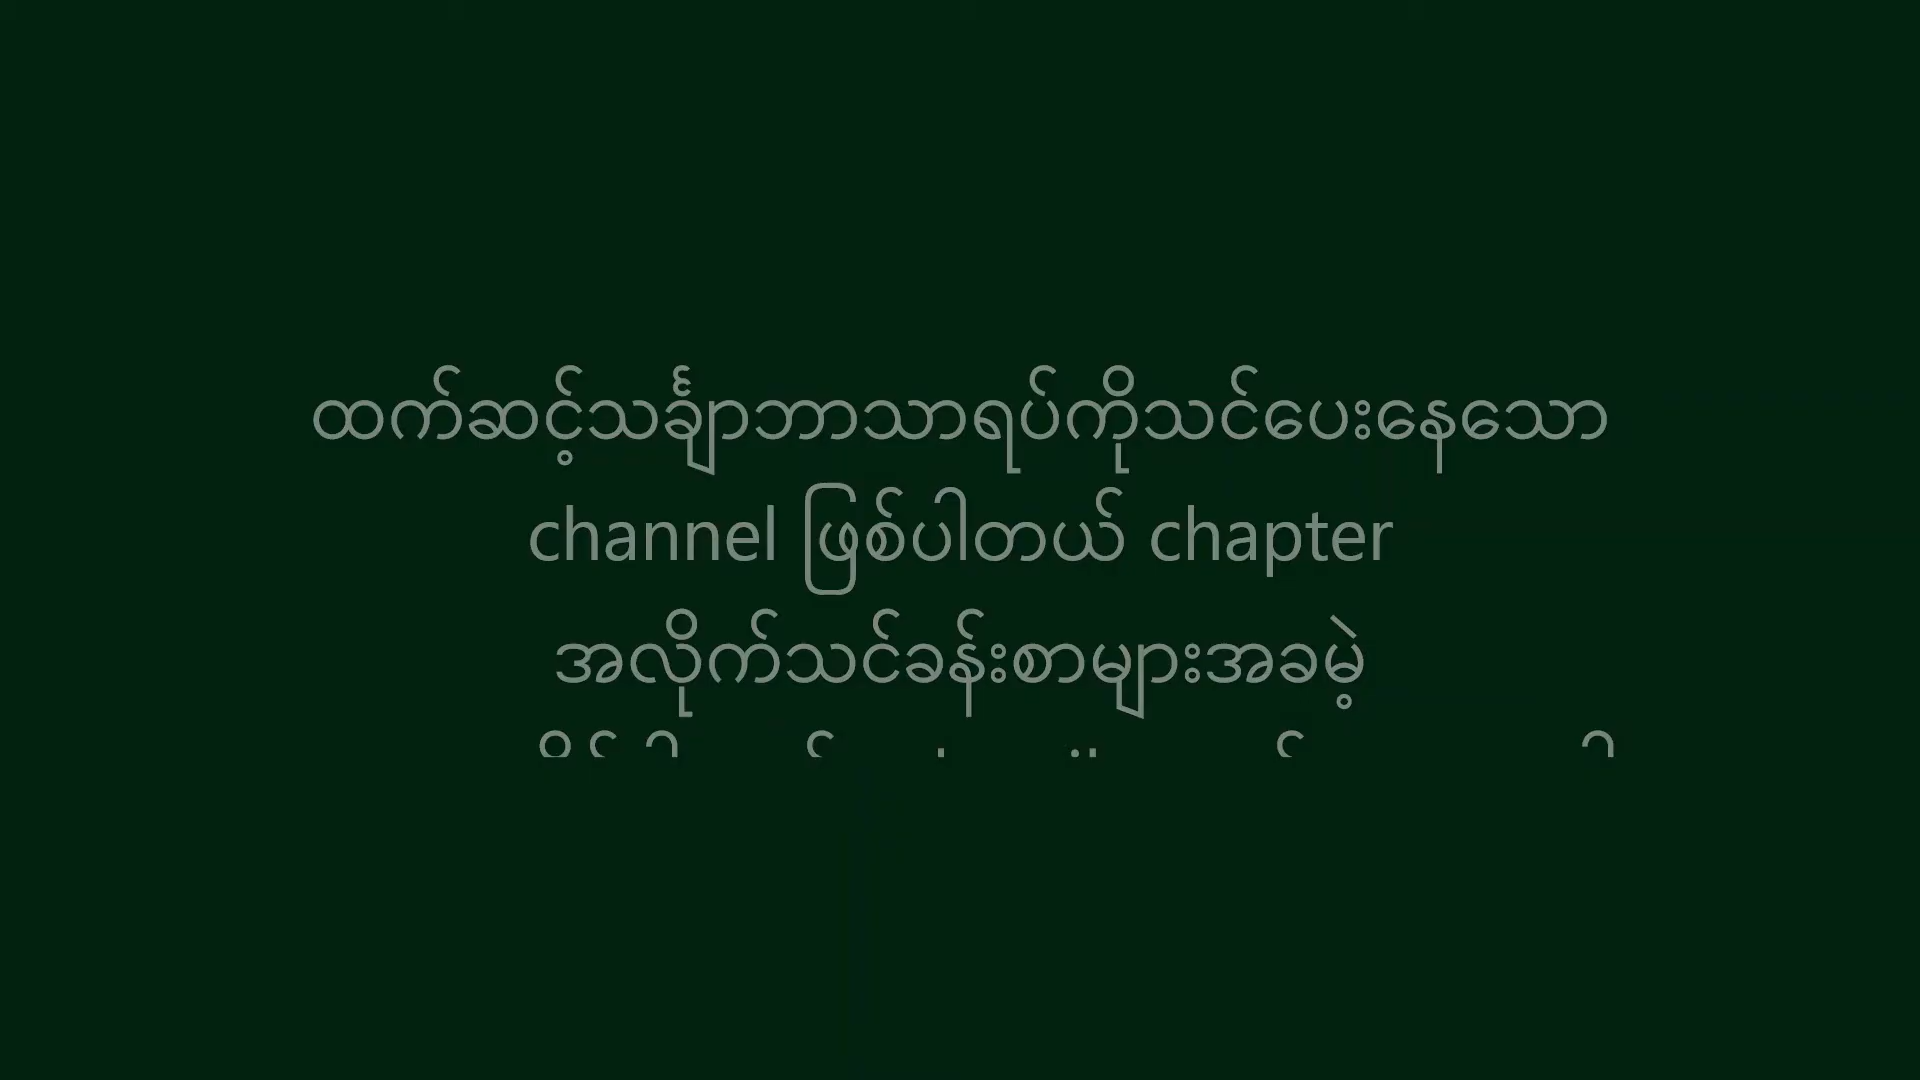 ထက်ဆင့်သင်္ချာဘာသာရပ်ကိုသင်ပေးနေသော
channel ဖြစ်ပါတယ် chapter
အလိုက်သင်ခန်းစာများအခမဲ့